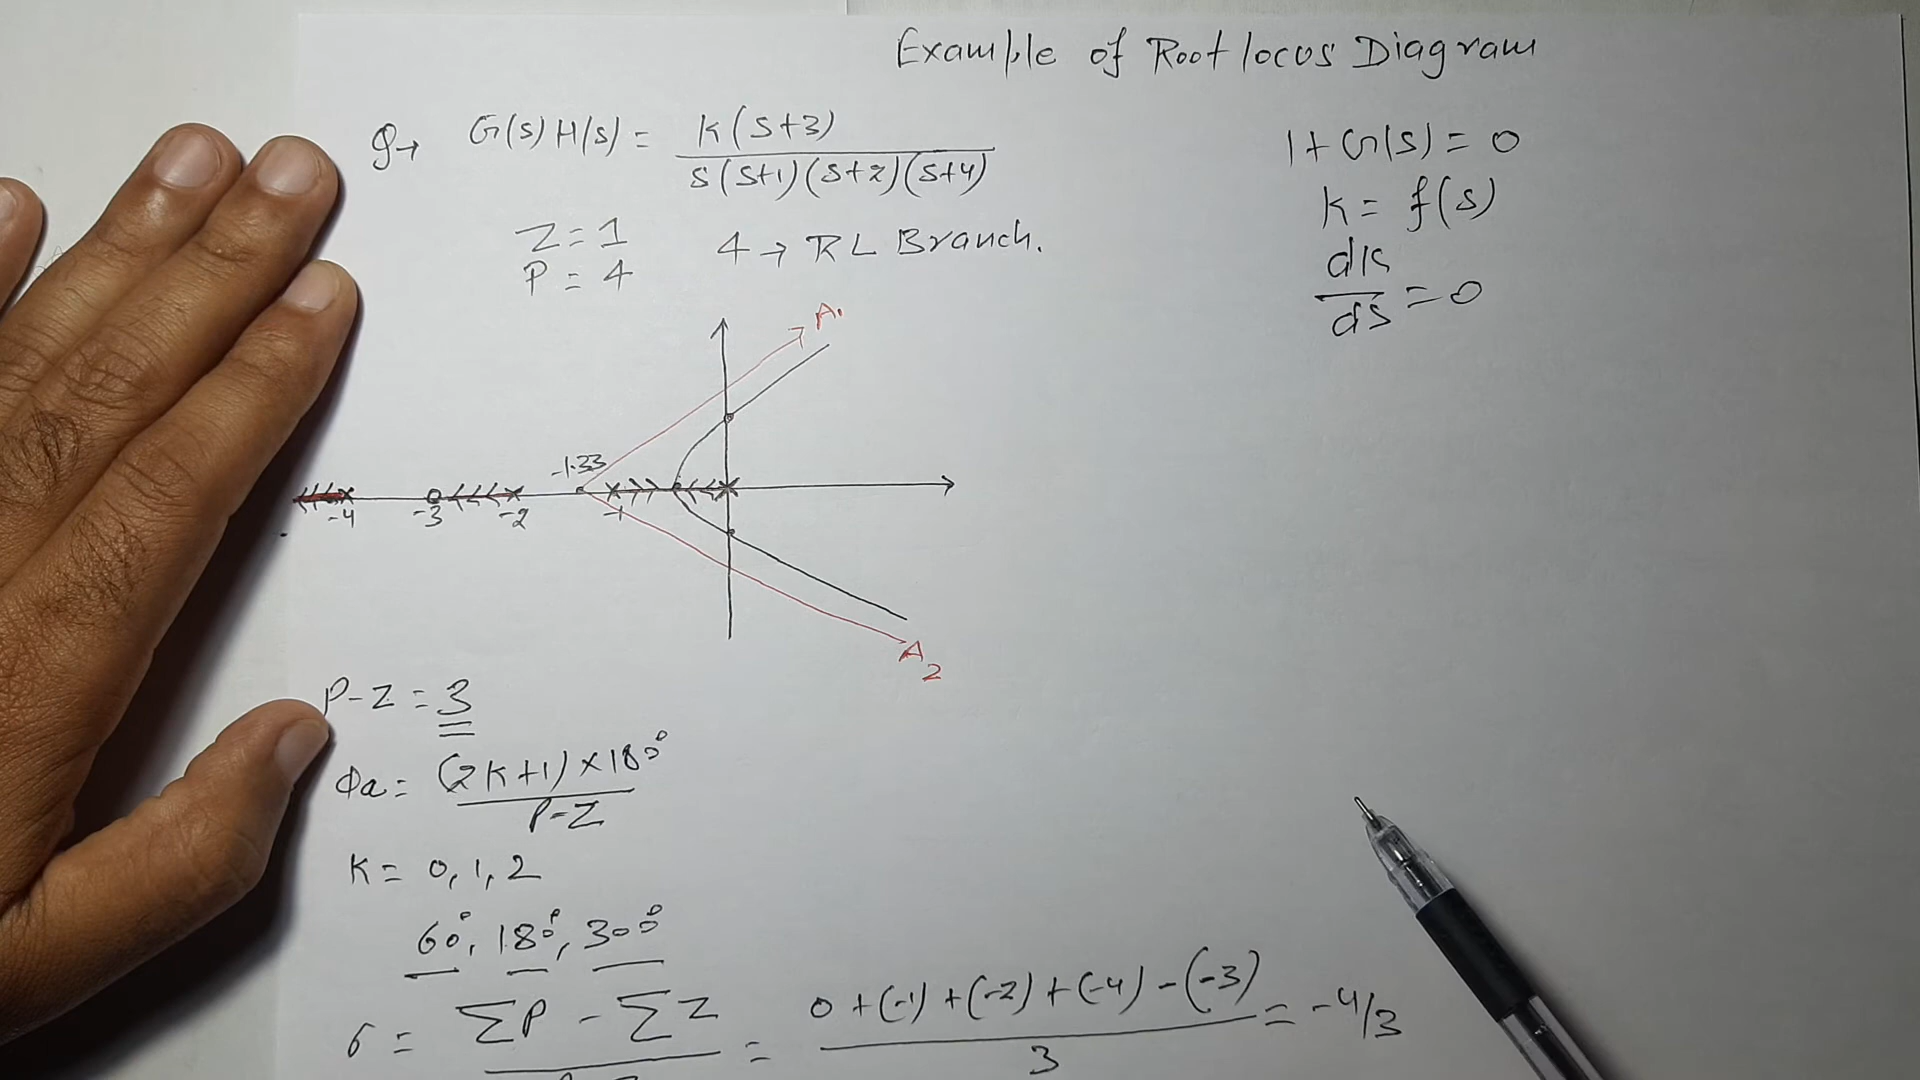 Example of Root locus Diagram
Q→ G(s)H(s) = K(s+3)
s(s+1)(s+2)(s+4)
Z = 1
P = 4
4 → RL Branch.
1+G(s) = 0
K = f(s)
dk
ds = 0
A1
-1.33
-4 -3 -2 -1
A2
P-Z = 3
Φa = (2K+1)×180°
P-Z
K = 0, 1, 2
60°, 180°, 300°
σ = ΣP - ΣZ = 0+(-1)+(-2)+(-4)-(-3) = -4/3
3